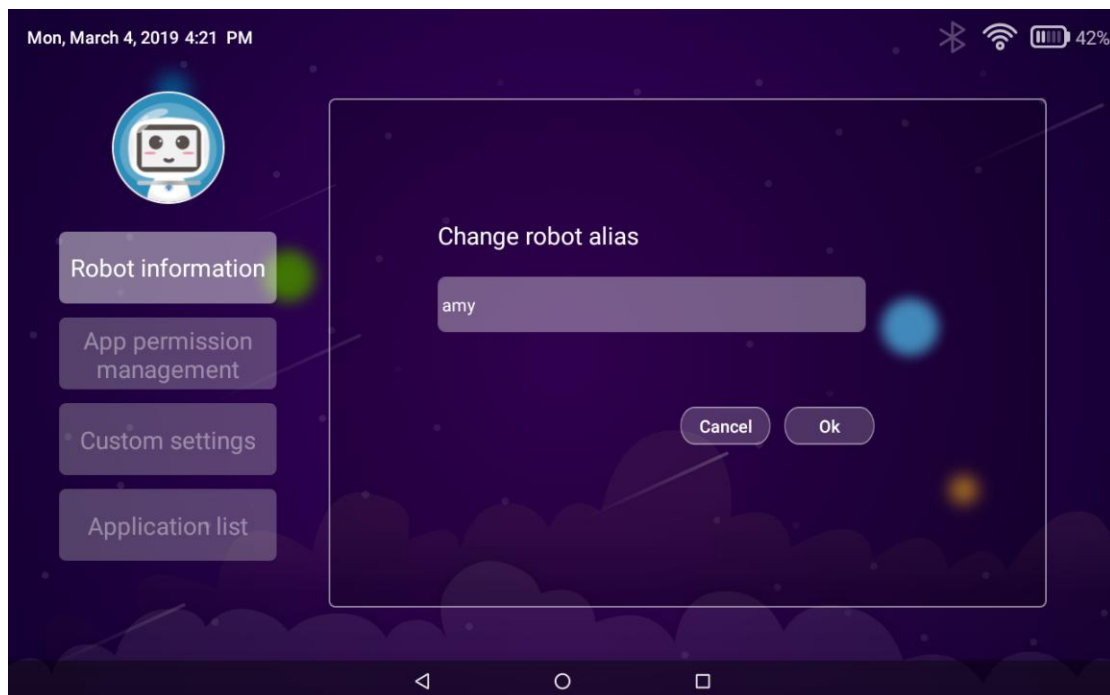 Mon, March 4, 2019 4:21 PM
42%
Robot information
App permission
management
Custom settings
Application list
Change robot alias
amy
Cancel
Ok